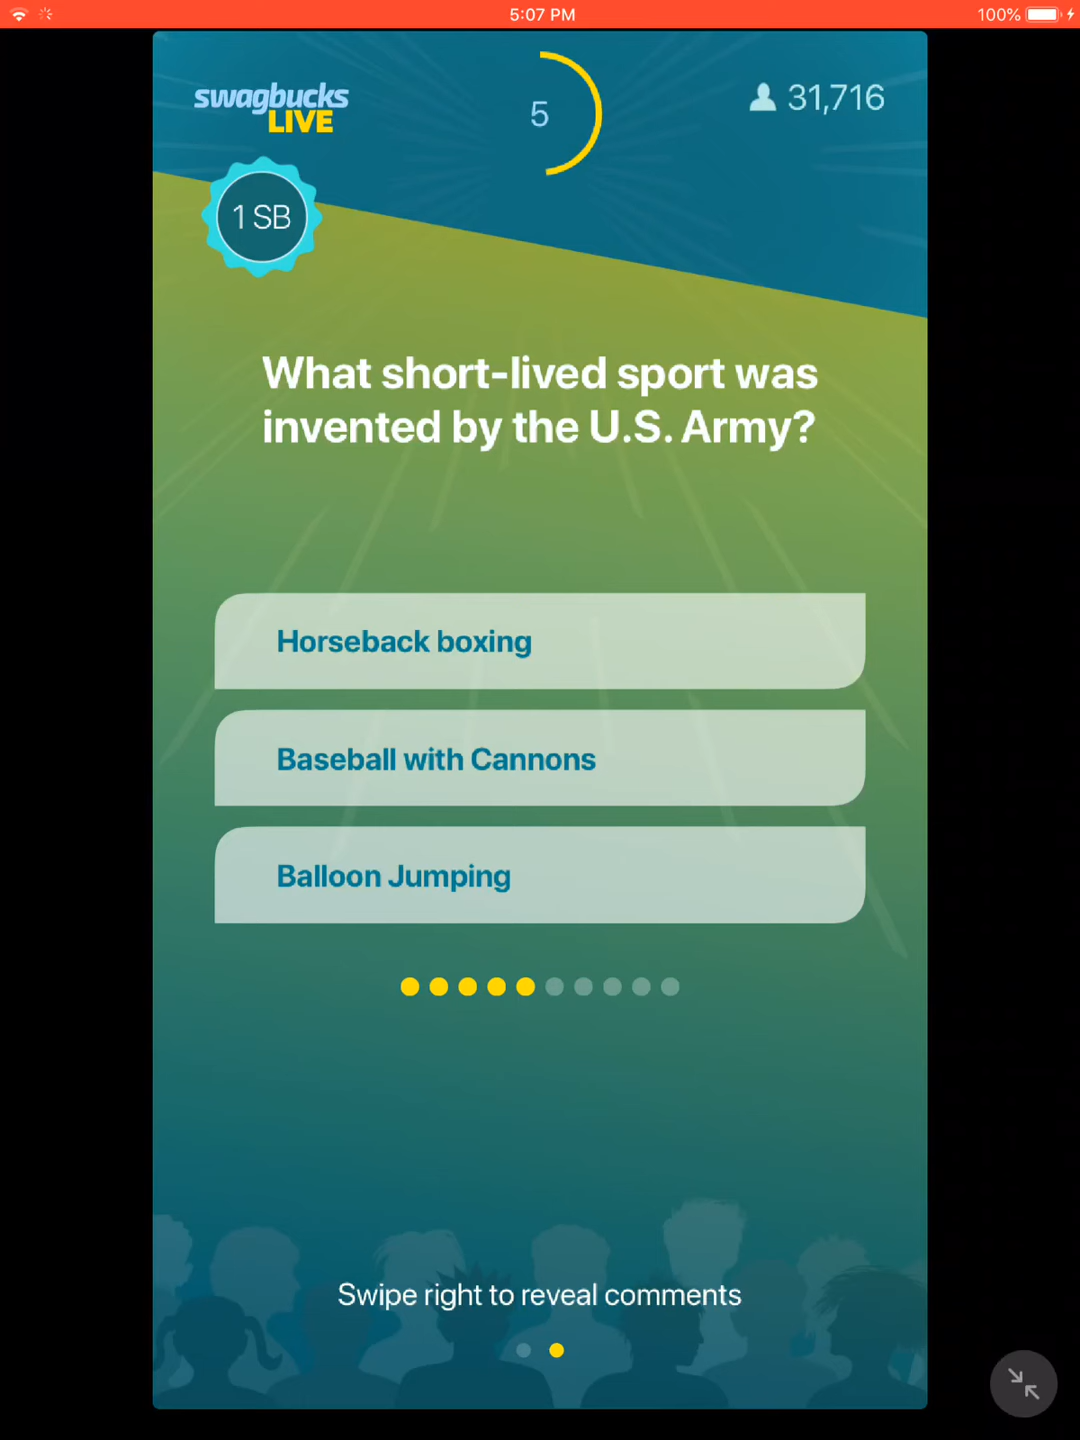 5:07 PM
100%
swagbucks
LIVE
5
31,716
1 SB
What short-lived sport was
invented by the U.S. Army?
Horseback boxing
Baseball with Cannons
Balloon Jumping
Swipe right to reveal comments